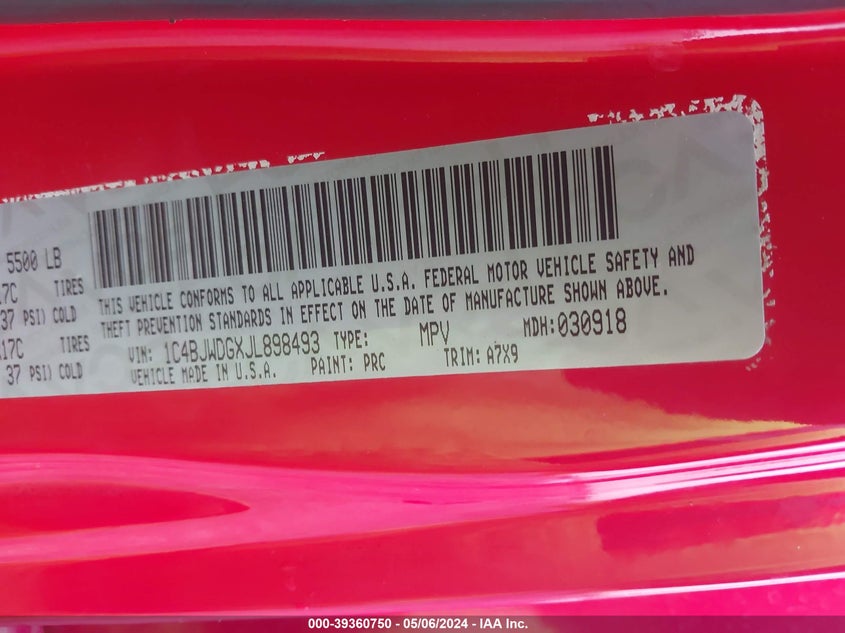 5500 LB
17C TIRES
37 PSI) COLD
17C TIRES
37 PSI) COLD
THIS VEHICLE CONFORMS TO ALL APPLICABLE U.S.A. FEDERAL MOTOR VEHICLE SAFETY AND
THEFT PREVENTION STANDARDS IN EFFECT ON THE DATE OF MANUFACTURE SHOWN ABOVE.
VIN: 1C4BJWDGXJL898493 TYPE: MPV MDH:030918
VEHICLE MADE IN U.S.A. PAINT: PRC TRIM: A7X9
000-39360750 / 05/06/2024 - IAA Inc.